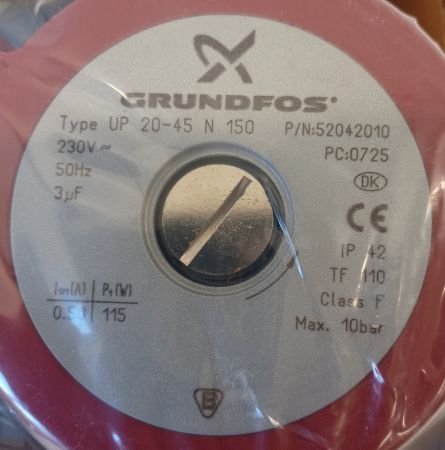 GRUNDFOS
Type UP 20-45 N 150 P/N:52042010
230V ~ PC:0725
50Hz DK
3µF CE
IP 42
TF 110
I1/1(A) P1(W) Class F
0.50 115 Max. 10bar
B